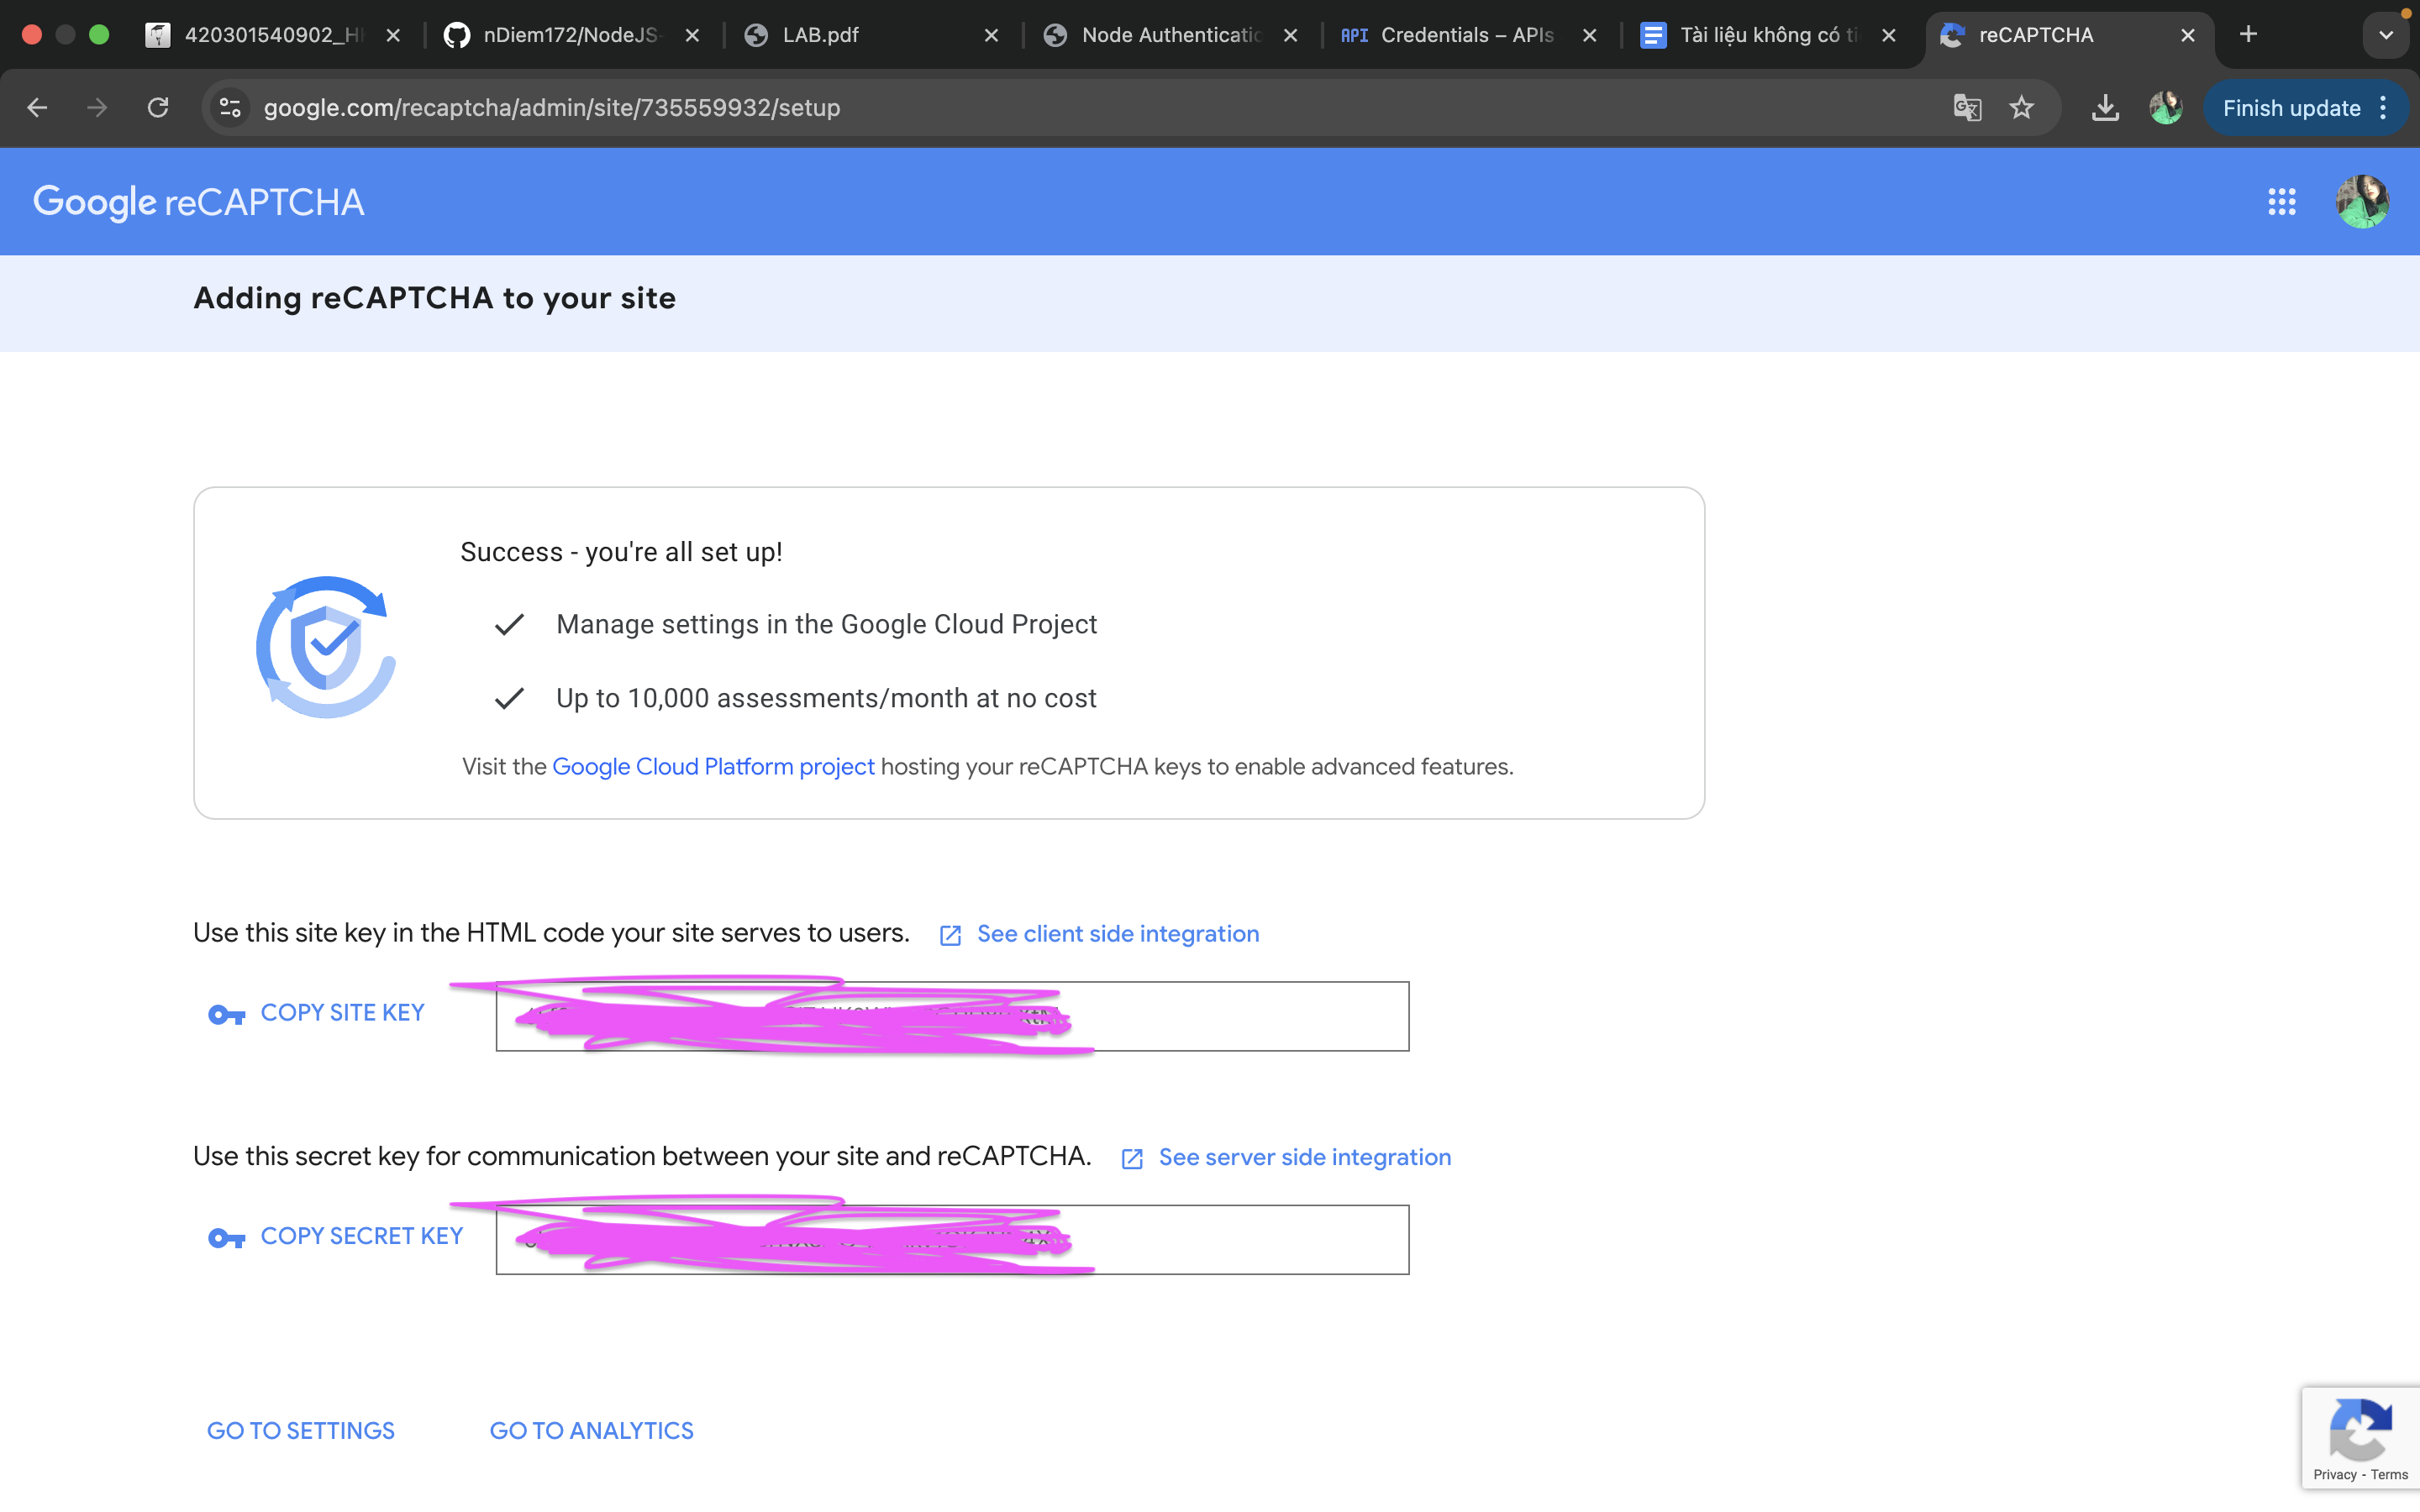 420301540902_H
nDiem172/NodeJS-
LAB.pdf
Node Authenticatio
API Credentials – APIs
Tài liệu không có ti
reCAPTCHA
google.com/recaptcha/admin/site/735559932/setup
Finish update
Google reCAPTCHA
Adding reCAPTCHA to your site
Success - you're all set up!
Manage settings in the Google Cloud Project
Up to 10,000 assessments/month at no cost
Visit the Google Cloud Platform project hosting your reCAPTCHA keys to enable advanced features.
Use this site key in the HTML code your site serves to users. See client side integration
COPY SITE KEY
Use this secret key for communication between your site and reCAPTCHA. See server side integration
COPY SECRET KEY
GO TO SETTINGS GO TO ANALYTICS
Privacy - Terms